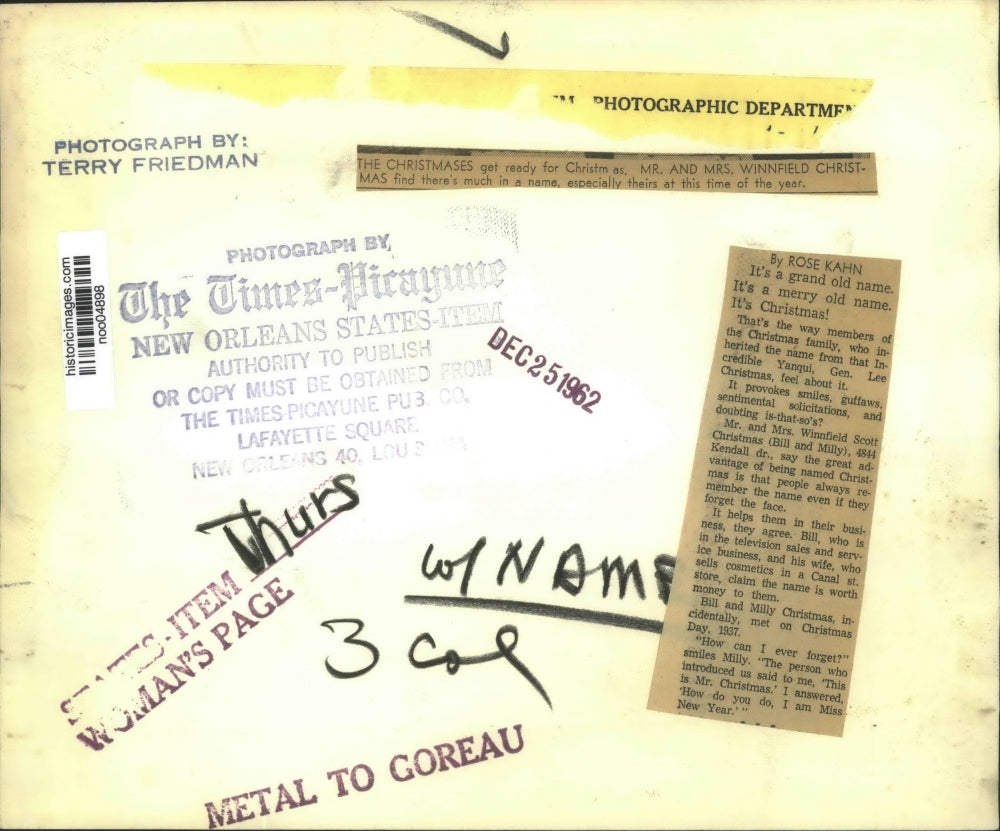 PHOTOGRAPHIC DEPARTMEN
PHOTOGRAPH BY:
TERRY FRIEDMAN
THE CHRISTMASES get ready for Christm as. MR. AND MRS. WINNFIELD CHRIST-
MAS find there's much in a name, especially theirs at this time of the year.
historicimages.com
noo04898
PHOTOGRAPH BY,
The Times-Picayune
NEW ORLEANS STATES-ITEM
AUTHORITY TO PUBLISH
OR COPY MUST BE OBTAINED FROM
THE TIMES-PICAYUNE PUB. CO.
LAFAYETTE SQUARE
NEW ORLEANS 40, LOU S ANA
DEC 25 1962
By ROSE KAHN
It's a grand old name.
It's a merry old name.
It's Christmas!
That's the way members of
the Christmas family, who in-
herited the name from that In-
credible Yanqui, Gen. Lee
Christmas, feel about it.
It provokes smiles, guffaws,
sentimental solicitations, and
doubting is-that-so's?
Mr. and Mrs. Winnfield Scott
Christmas (Bill and Milly), 4844
Kendall dr., say the great ad-
vantage of being named Christ-
mas is that people always re-
member the name even if they
forget the face.
It helps them in their busi-
ness, they agree. Bill, who is
in the television sales and serv-
ice business, and his wife, who
sells cosmetics in a Canal st.
store, claim the name is worth
money to them.
Bill and Milly Christmas, in-
cidentally, met on Christmas
Day, 1937.
"How can I ever forget?"
smiles Milly. "The person who
introduced us said to me, 'This
is Mr. Christmas.' I answered,
'How do you do, I am Miss
New Year.' "
Thurs
w/ NAME
3 Col
STATES-ITEM
WOMAN'S PAGE
METAL TO GOREAU